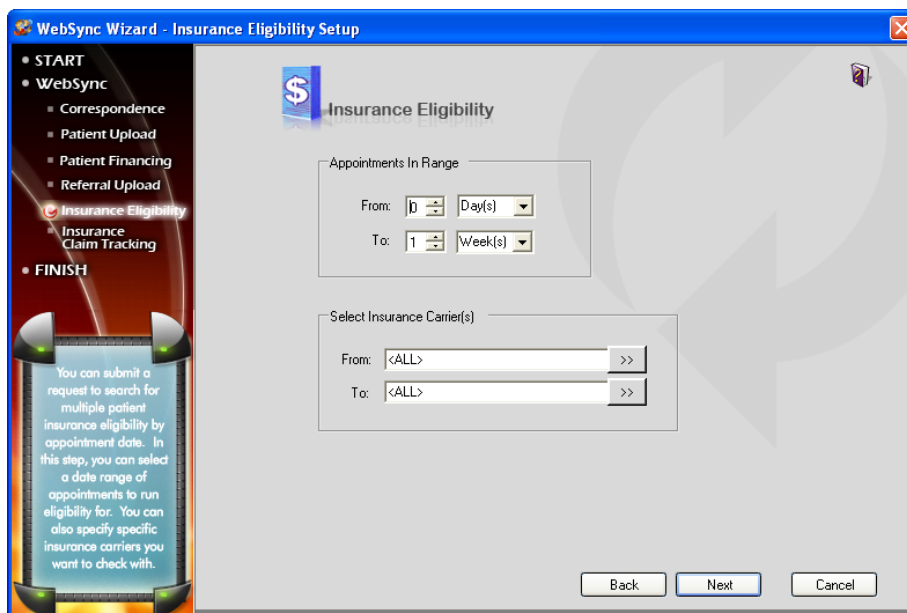 WebSync Wizard - Insurance Eligibility Setup
START
WebSync
Correspondence
Patient Upload
Patient Financing
Referral Upload
Insurance Eligibility
Insurance
Claim Tracking
FINISH
You can submit a
request to search for
multiple patient
insurance eligibility by
appointment date. In
this step, you can select
a date range of
appointments to run
eligibility for. You can
also specify specific
insurance carriers you
want to check with.
$
Insurance Eligibility
?
Appointments In Range
From: 0 Day(s)
To: 1 Week(s)
Select Insurance Carrier(s)
From: <ALL> >>
To: <ALL> >>
Back Next Cancel